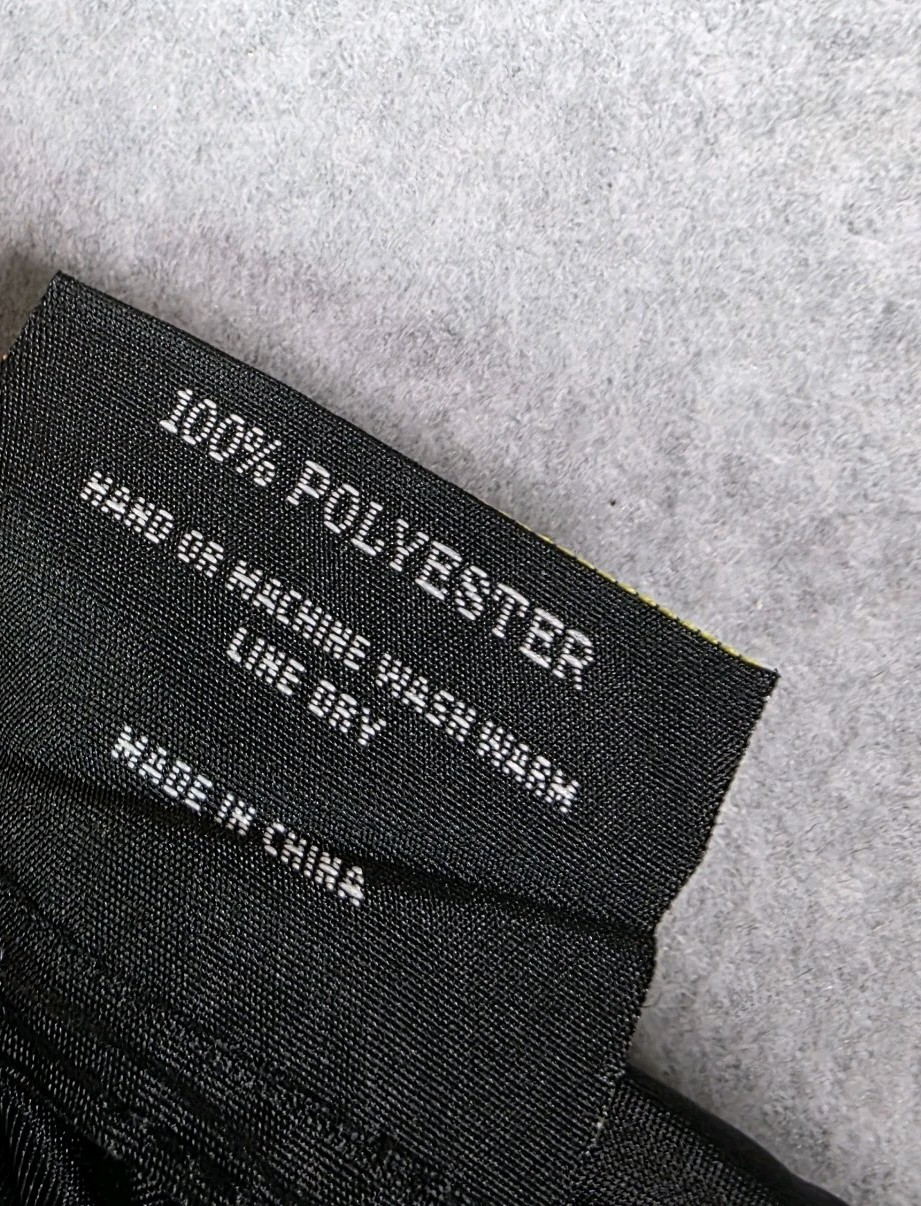 100% POLYESTER
HAND OR MACHINE WASH WARM
LINE DRY
MADE IN CHINA